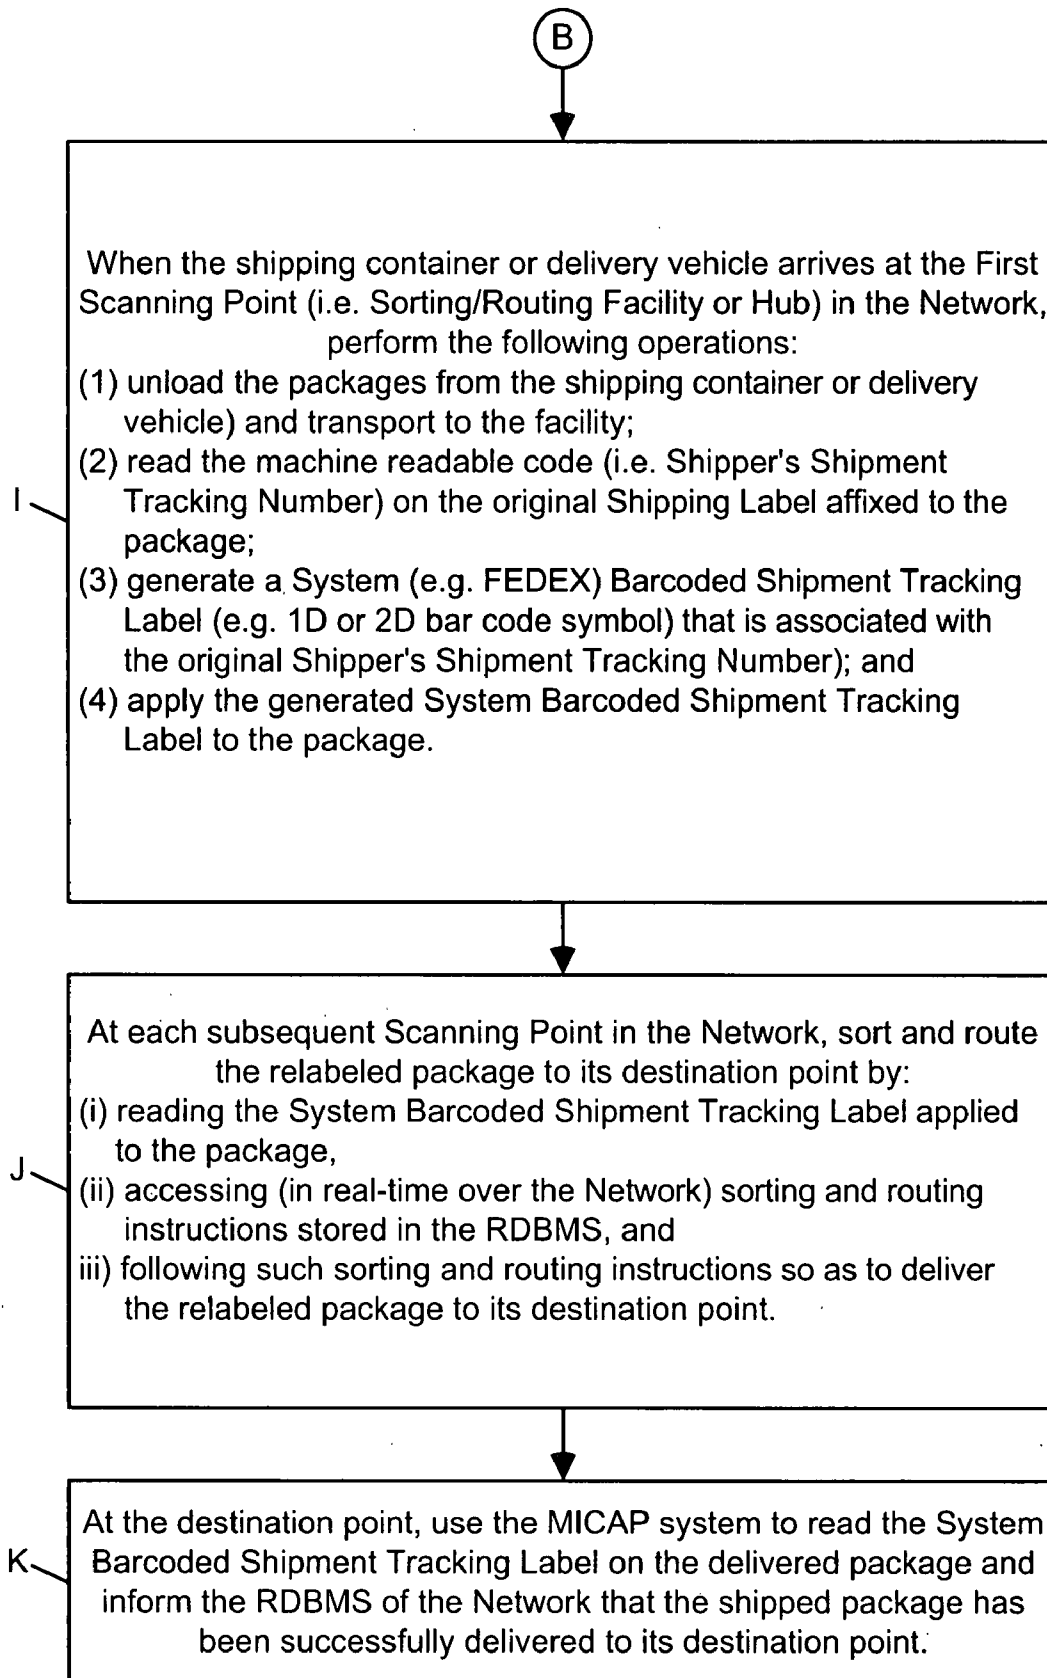 B
When the shipping container or delivery vehicle arrives at the First
Scanning Point (i.e. Sorting/Routing Facility or Hub) in the Network,
perform the following operations:
(1) unload the packages from the shipping container or delivery
vehicle) and transport to the facility;
(2) read the machine readable code (i.e. Shipper's Shipment
Tracking Number) on the original Shipping Label affixed to the
package;
(3) generate a System (e.g. FEDEX) Barcoded Shipment Tracking
Label (e.g. 1D or 2D bar code symbol) that is associated with
the original Shipper's Shipment Tracking Number); and
(4) apply the generated System Barcoded Shipment Tracking
Label to the package.
I
At each subsequent Scanning Point in the Network, sort and route
the relabeled package to its destination point by:
(i) reading the System Barcoded Shipment Tracking Label applied
to the package,
(ii) accessing (in real-time over the Network) sorting and routing
instructions stored in the RDBMS, and
iii) following such sorting and routing instructions so as to deliver
the relabeled package to its destination point.
J
At the destination point, use the MICAP system to read the System
Barcoded Shipment Tracking Label on the delivered package and
inform the RDBMS of the Network that the shipped package has
been successfully delivered to its destination point.
K